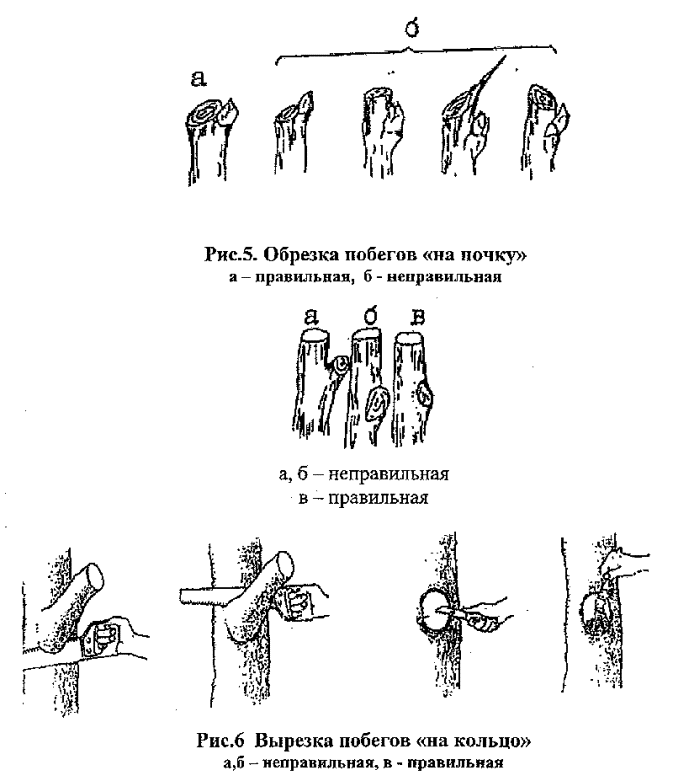 б
а
Рис.5. Обрезка побегов «на почку»
а – правильная, б - неправильная
а б в
а, б – неправильная
в – правильная
Рис.6 Вырезка побегов «на кольцо»
а,б – неправильная, в - правильная